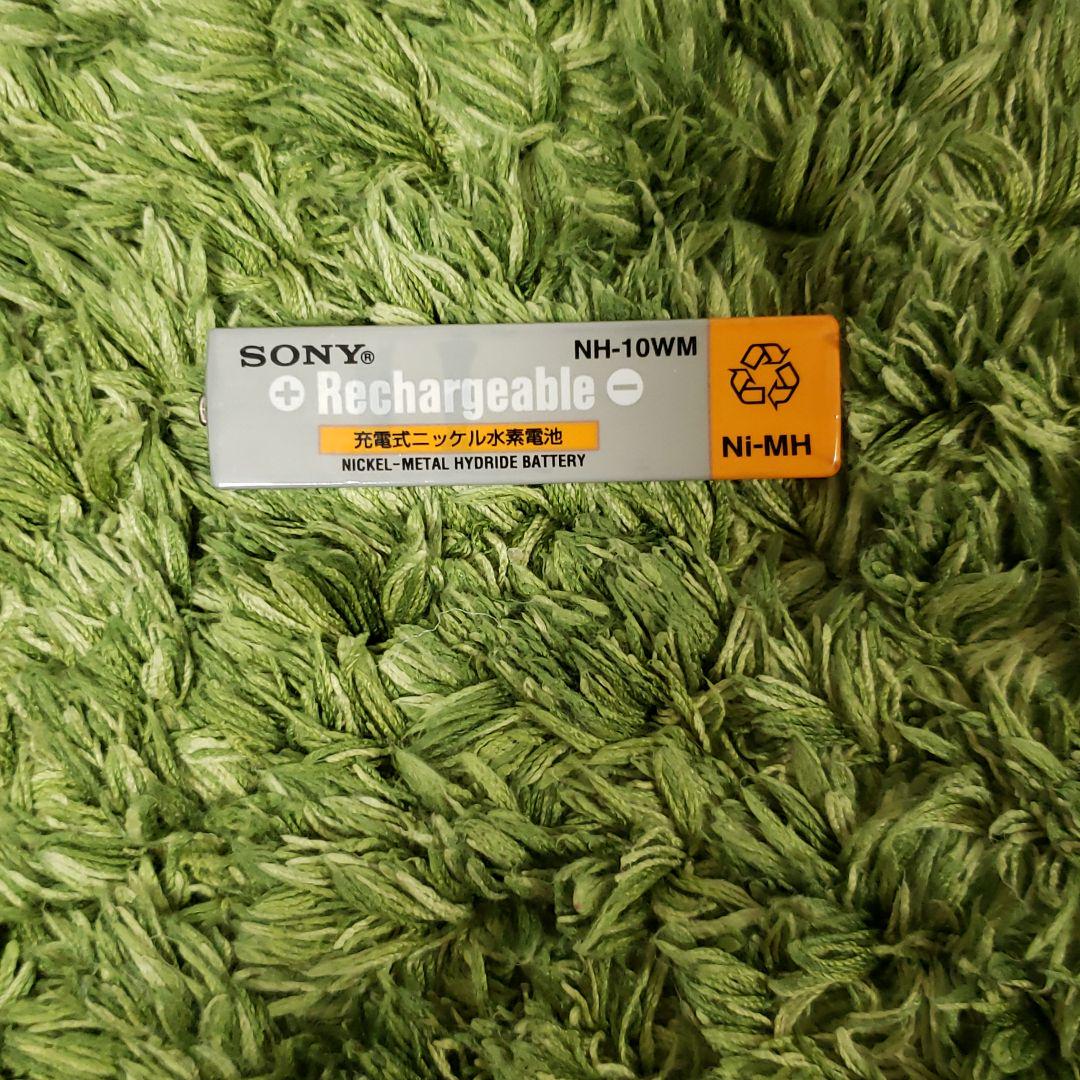 SONY® NH-10WM
⊕ Rechargeable ⊖
充電式ニッケル水素電池
NICKEL-METAL HYDRIDE BATTERY
Ni-MH